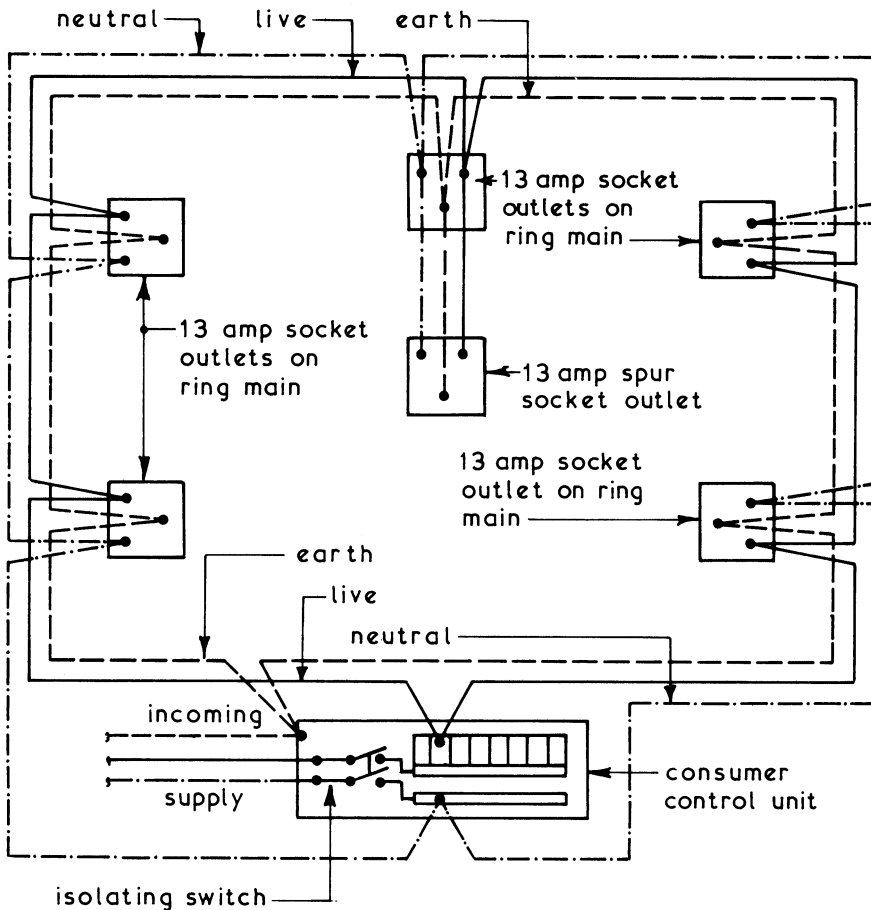 neutral
live
earth
13 amp socket
outlets on
ring main
13 amp socket
outlets on
ring main
13 amp spur
socket outlet
13 amp socket
outlet on ring
main
earth
live
neutral
incoming
supply
consumer
control unit
isolating switch